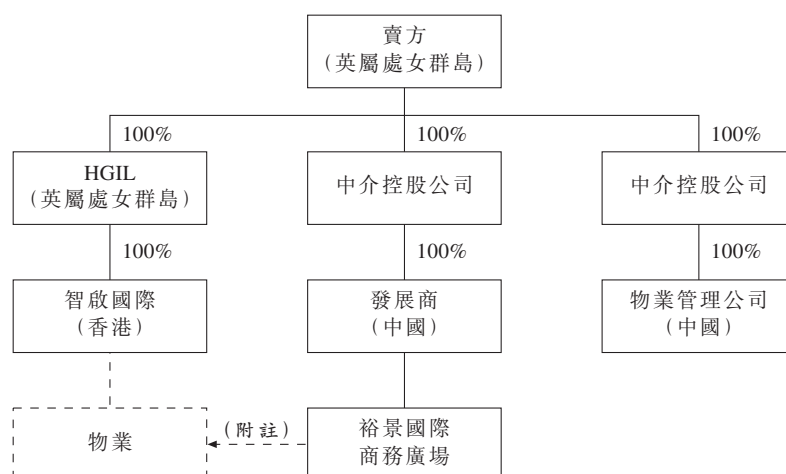 賣方
（英屬處女群島）
100%
100%
100%
HGIL
（英屬處女群島）
中介控股公司
中介控股公司
100%
100%
100%
智啟國際
（香港）
發展商
（中國）
物業管理公司
（中國）
物業
（附註）
裕景國際
商務廣場